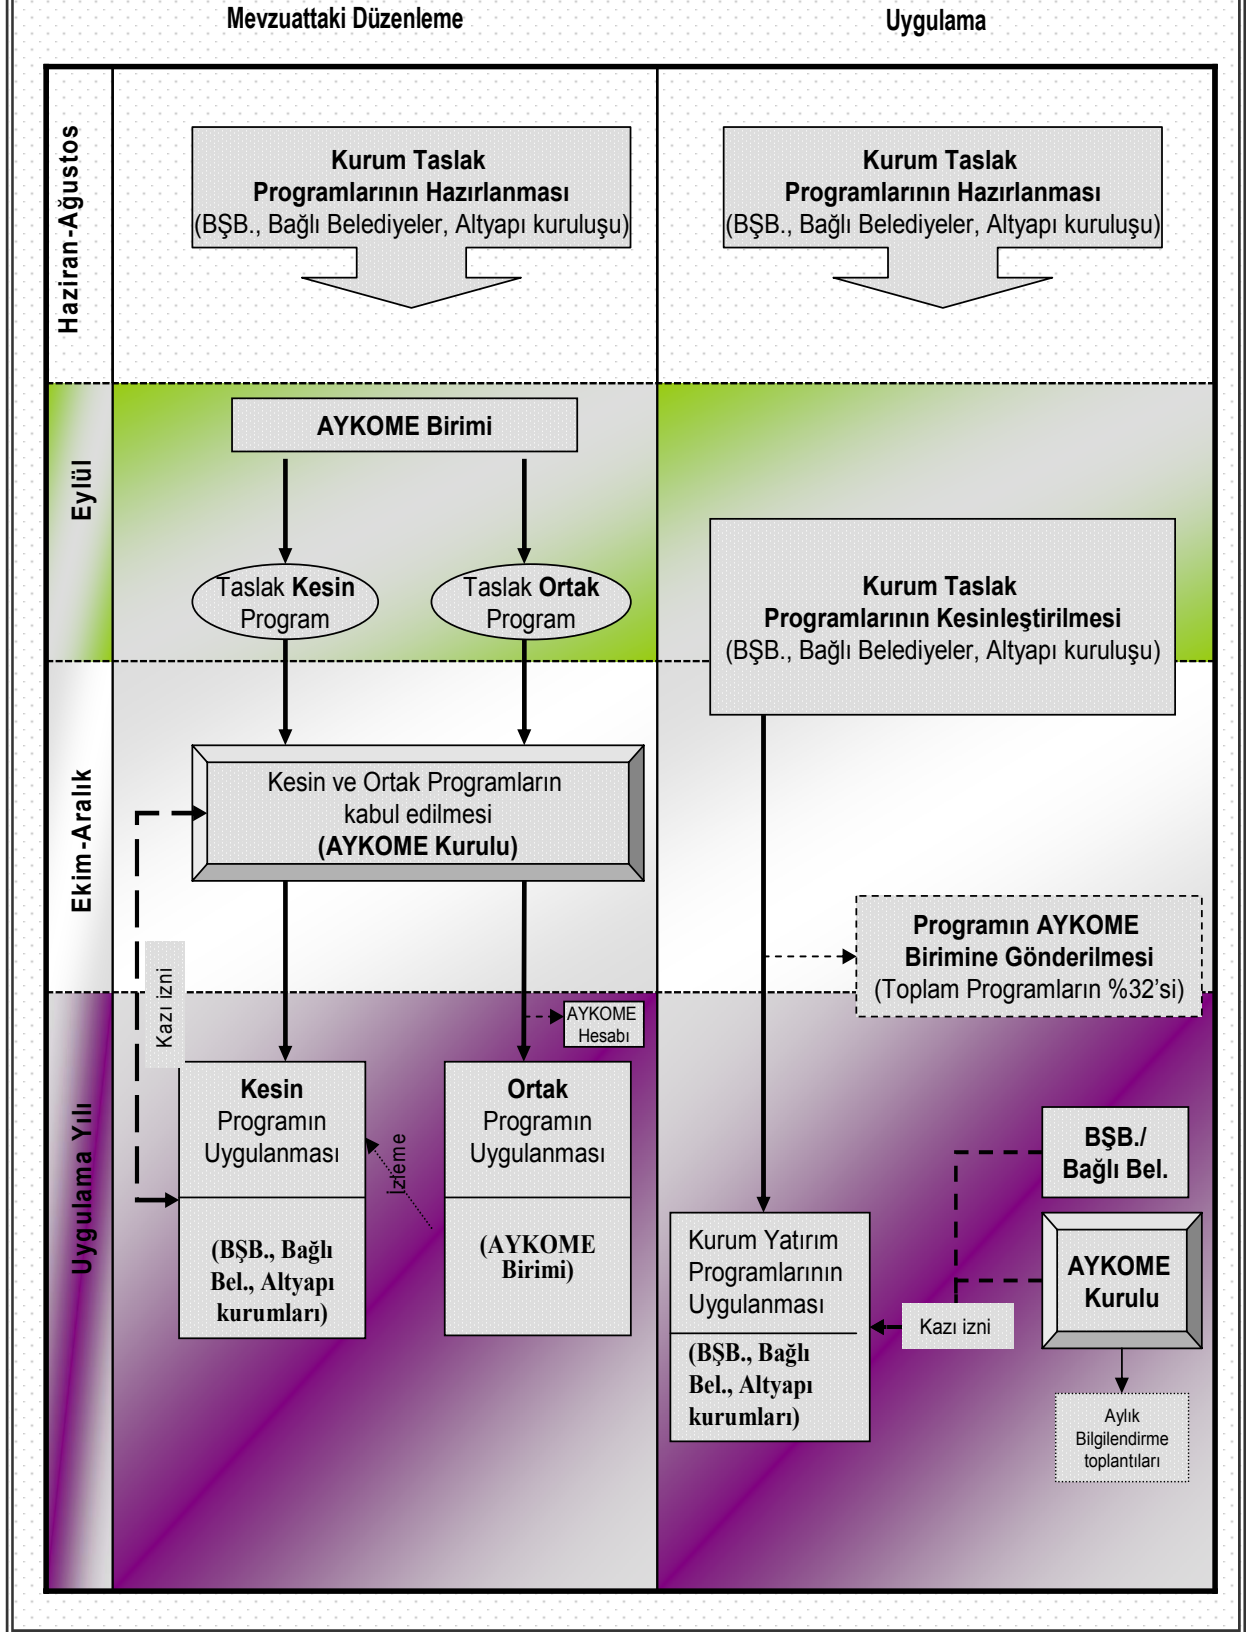 Mevzuattaki Düzenleme
Uygulama
Haziran-Ağustos
Kurum Taslak
Programlarının Hazırlanması
(BŞB., Bağlı Belediyeler, Altyapı kuruluşu)
Kurum Taslak
Programlarının Hazırlanması
(BŞB., Bağlı Belediyeler, Altyapı kuruluşu)
Eylül
AYKOME Birimi
Taslak Kesin
Program
Taslak Ortak
Program
Kurum Taslak
Programlarının Kesinleştirilmesi
(BŞB., Bağlı Belediyeler, Altyapı kuruluşu)
Ekim-Aralık
Kesin ve Ortak Programların
kabul edilmesi
(AYKOME Kurulu)
Kazı izni
Programın AYKOME
Birimine Gönderilmesi
(Toplam Programların %32'si)
Uygulama Yılı
AYKOME
Hesabı
Kesin
Programın
Uygulanması
(BŞB., Bağlı
Bel., Altyapı
kurumları)
İzleme
Ortak
Programın
Uygulanması
(AYKOME
Birimi)
BŞB./
Bağlı Bel.
Kurum Yatırım
Programlarının
Uygulanması
(BŞB., Bağlı
Bel., Altyapı
kurumları)
Kazı izni
AYKOME
Kurulu
Aylık
Bilgilendirme
toplantıları